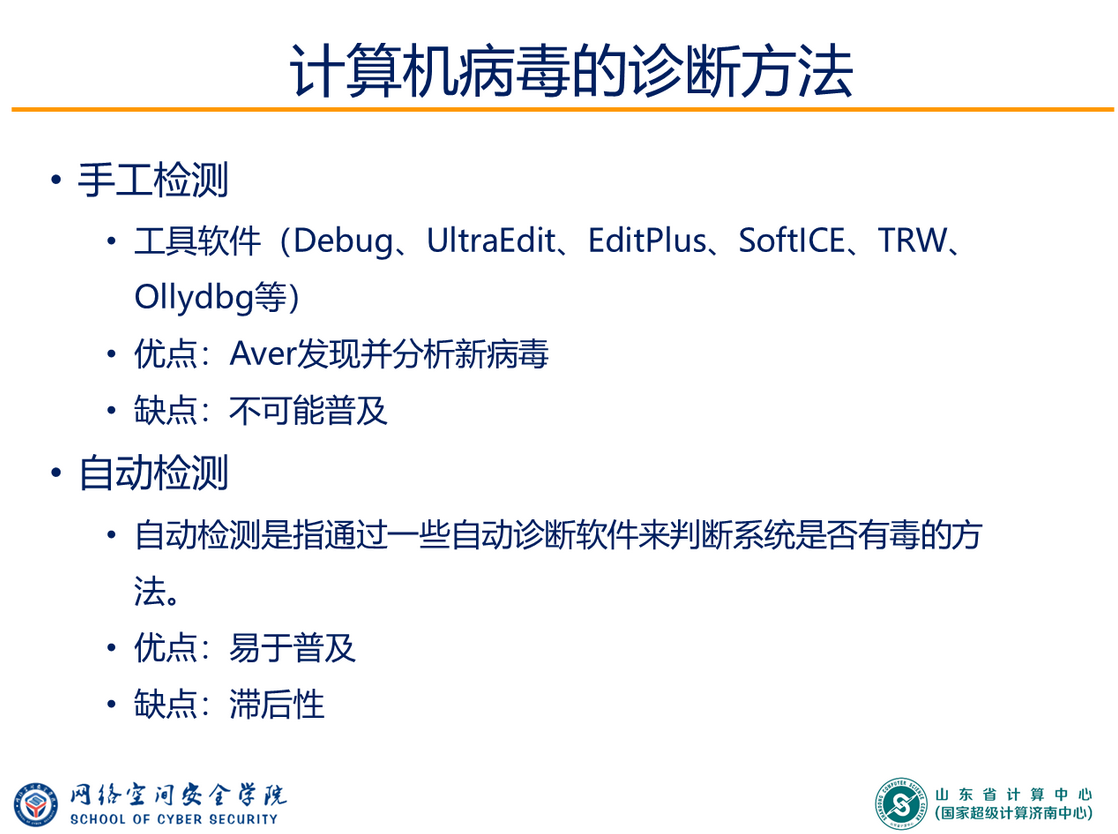 计算机病毒的诊断方法
• 手工检测
• 工具软件（Debug、UltraEdit、EditPlus、SoftICE、TRW、
Ollydbg等）
• 优点：Aver发现并分析新病毒
• 缺点：不可能普及
• 自动检测
• 自动检测是指通过一些自动诊断软件来判断系统是否有毒的方
法。
• 优点：易于普及
• 缺点：滞后性
网络空间安全学院
SCHOOL OF CYBER SECURITY
山东省计算中心
(国家超级计算济南中心)